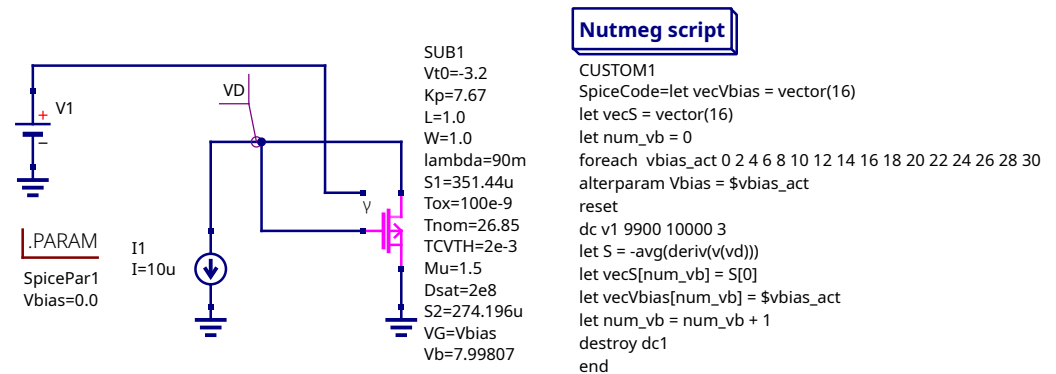 V1
+
−
.PARAM
SpicePar1
Vbias=0.0
VD
I1
I=10u
γ
SUB1
Vt0=-3.2
Kp=7.67
L=1.0
W=1.0
lambda=90m
S1=351.44u
Tox=100e-9
Tnom=26.85
TCVTH=2e-3
Mu=1.5
Dsat=2e8
S2=274.196u
VG=Vbias
Vb=7.99807
Nutmeg script
CUSTOM1
SpiceCode=let vecVbias = vector(16)
let vecS = vector(16)
let num_vb = 0
foreach  vbias_act 0 2 4 6 8 10 12 14 16 18 20 22 24 26 28 30
alterparam Vbias = $vbias_act
reset
dc v1 9900 10000 3
let S = -avg(deriv(v(vd)))
let vecS[num_vb] = S[0]
let vecVbias[num_vb] = $vbias_act
let num_vb = num_vb + 1
destroy dc1
end